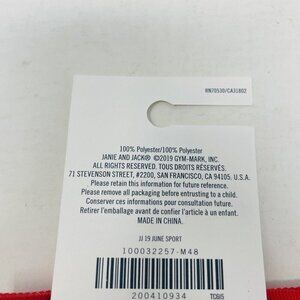 RN70530/CA31802
100% Polyester/100% Polyester
JANIE AND JACK® ©2019 GYM-MARK, INC.
ALL RIGHTS RESERVED. TOUS DROITS RÉSERVÉS.
71 STEVENSON STREET, #2200, SAN FRANCISCO, CA 94105. U.S.A.
Please retain this information for future reference.
Please remove all packaging before entrusting to a child.
Conserver ces informations pour consultation future.
Retirer l'emballage avant de confier l'article à un enfant.
MADE IN CHINA.
JJ 19 JUNE SPORT
100032257-M48
200410934